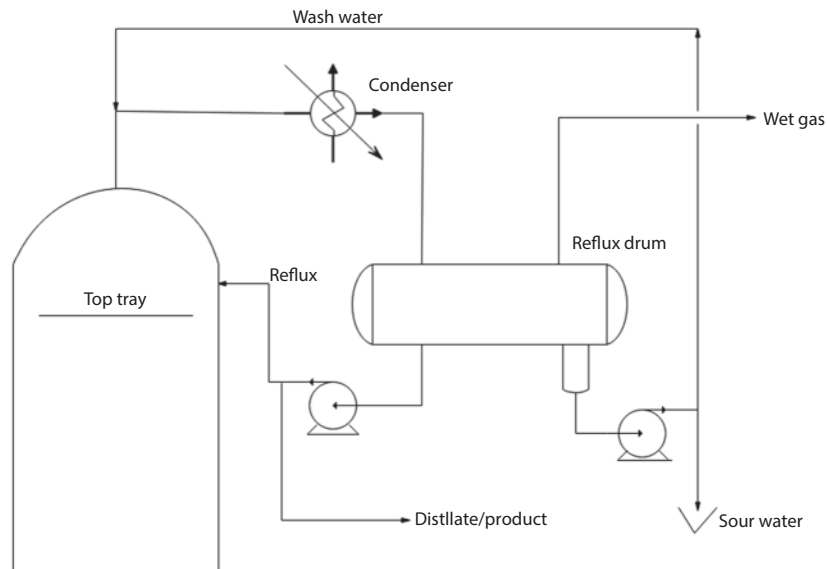 Wash water
Condenser
Wet gas
Reflux drum
Reflux
Top tray
Distllate/product
Sour water